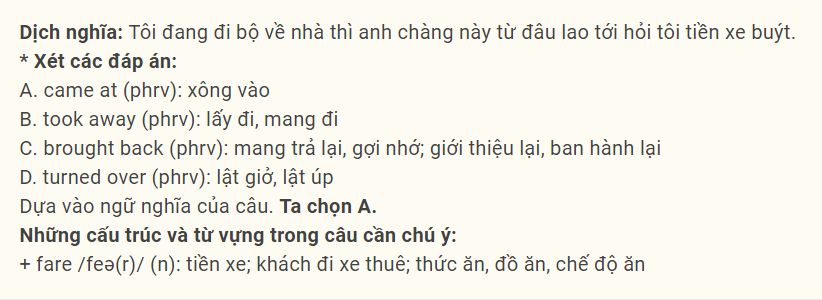 Dịch nghĩa: Tôi đang đi bộ về nhà thì anh chàng này từ đâu lao tới hỏi tôi tiền xe buýt.
* Xét các đáp án:
A. came at (phrv): xông vào
B. took away (phrv): lấy đi, mang đi
C. brought back (phrv): mang trả lại, gợi nhớ; giới thiệu lại, ban hành lại
D. turned over (phrv): lật giở, lật úp
Dựa vào ngữ nghĩa của câu. Ta chọn A.
Những cấu trúc và từ vựng trong câu cần chú ý:
+ fare /feə(r)/ (n): tiền xe; khách đi xe thuê; thức ăn, đồ ăn, chế độ ăn